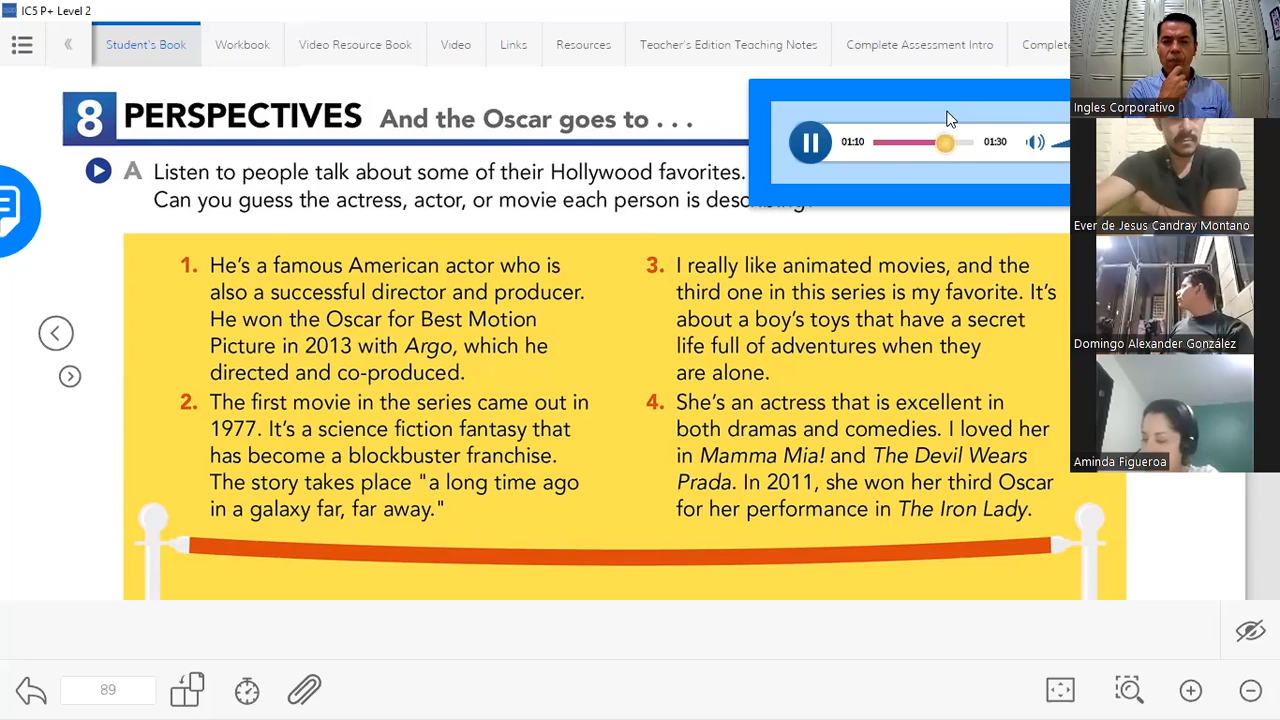 IC5 P+ Level 2
Student's Book
Workbook
Video Resource Book
Video
Links
Resources
Teacher's Edition Teaching Notes
Complete Assessment Intro
8 PERSPECTIVES And the Oscar goes to . . .
01:10
01:30
A Listen to people talk about some of their Hollywood favorites.
Can you guess the actress, actor, or movie each person is
1. He's a famous American actor who is
also a successful director and producer.
He won the Oscar for Best Motion
Picture in 2013 with Argo, which he
directed and co-produced.
2. The first movie in the series came out in
1977. It's a science fiction fantasy that
has become a blockbuster franchise.
The story takes place "a long time ago
in a galaxy far, far away."
3. I really like animated movies, and the
third one in this series is my favorite. It's
about a boy's toys that have a secret
life full of adventures when they
are alone.
4. She's an actress that is excellent in
both dramas and comedies. I loved her
in Mamma Mia! and The Devil Wears
Prada. In 2011, she won her third Oscar
for her performance in The Iron Lady.
Ingles Corporativo
Ever de Jesus Candray Montano
Domingo Alexander González
Aminda Figueroa
89